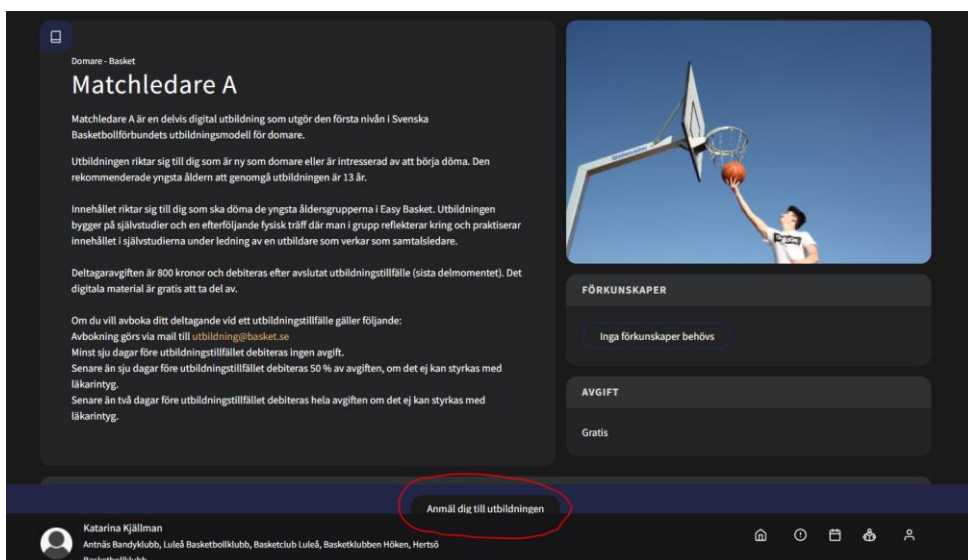 Domare - Basket
Matchledare A
Matchledare A är en delvis digital utbildning som utgör den första nivån i Svenska
Basketbollförbundets utbildningsmodell för domare.
Utbildningen riktar sig till dig som är ny som domare eller är intresserad av att börja döma. Den
rekommenderade yngsta åldern att genomgå utbildningen är 13 år.
Innehållet riktar sig till dig som ska döma de yngsta åldersgrupperna i Easy Basket. Utbildningen
bygger på självstudier och en efterföljande fysisk träff där man i grupp reflekterar kring och praktiserar
innehållet i självstudierna under ledning av en utbildare som verkar som samtalsledare.
Deltagaravgiften är 800 kronor och debiteras efter avslutat utbildningstillfälle (sista delmomentet). Det
digitala material är gratis att ta del av.
Om du vill avboka ditt deltagande vid ett utbildningstillfälle gäller följande:
Avbokning görs via mail till utbildning@basket.se
Minst sju dagar före utbildningstillfället debiteras ingen avgift.
Senare än sju dagar före utbildningstillfället debiteras 50 % av avgiften, om det ej kan styrkas med
läkarintyg.
Senare än två dagar före utbildningstillfället debiteras hela avgiften om det ej kan styrkas med
läkarintyg.
FÖRKUNSKAPER
Inga förkunskaper behövs
AVGIFT
Gratis
Anmäl dig till utbildningen
Katarina Kjällman
Antnäs Bandyklubb, Luleå Basketbollklubb, Basketclub Luleå, Basketklubben Höken, Hertsö
Basketbollklubb